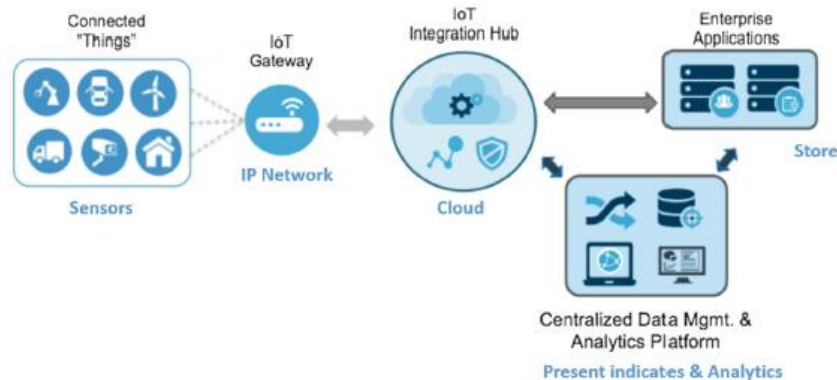 Connected
"Things"
IoT
Gateway
IoT
Integration Hub
Enterprise
Applications
Sensors
IP Network
Cloud
Store
Centralized Data Mgmt. &
Analytics Platform
Present indicates & Analytics